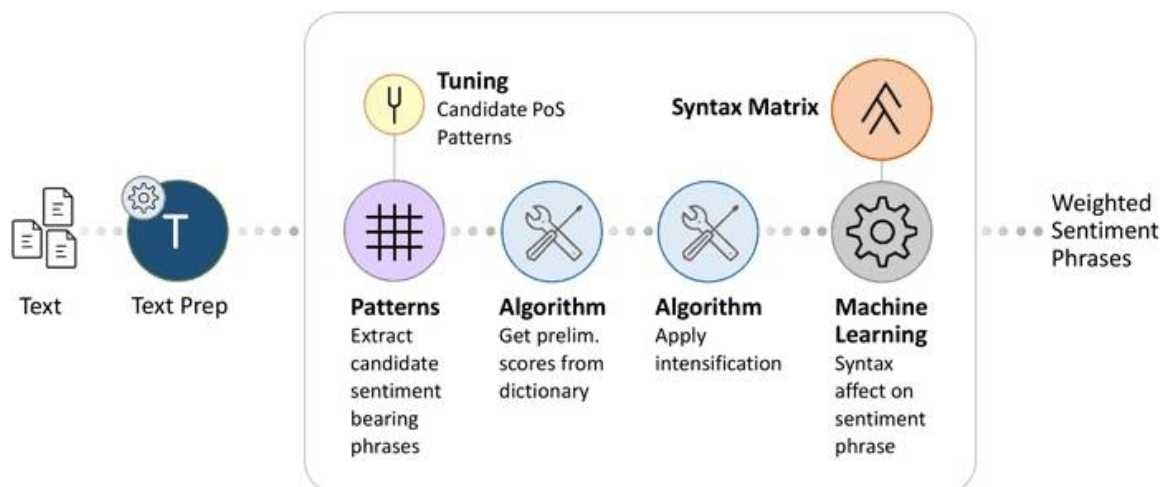 Tuning
Candidate PoS
Patterns
Syntax Matrix
T
Text
Text Prep
Patterns
Extract
candidate
sentiment
bearing
phrases
Algorithm
Get prelim.
scores from
dictionary
Algorithm
Apply
intensification
Machine
Learning
Syntax
affect on
sentiment
phrase
Weighted
Sentiment
Phrases